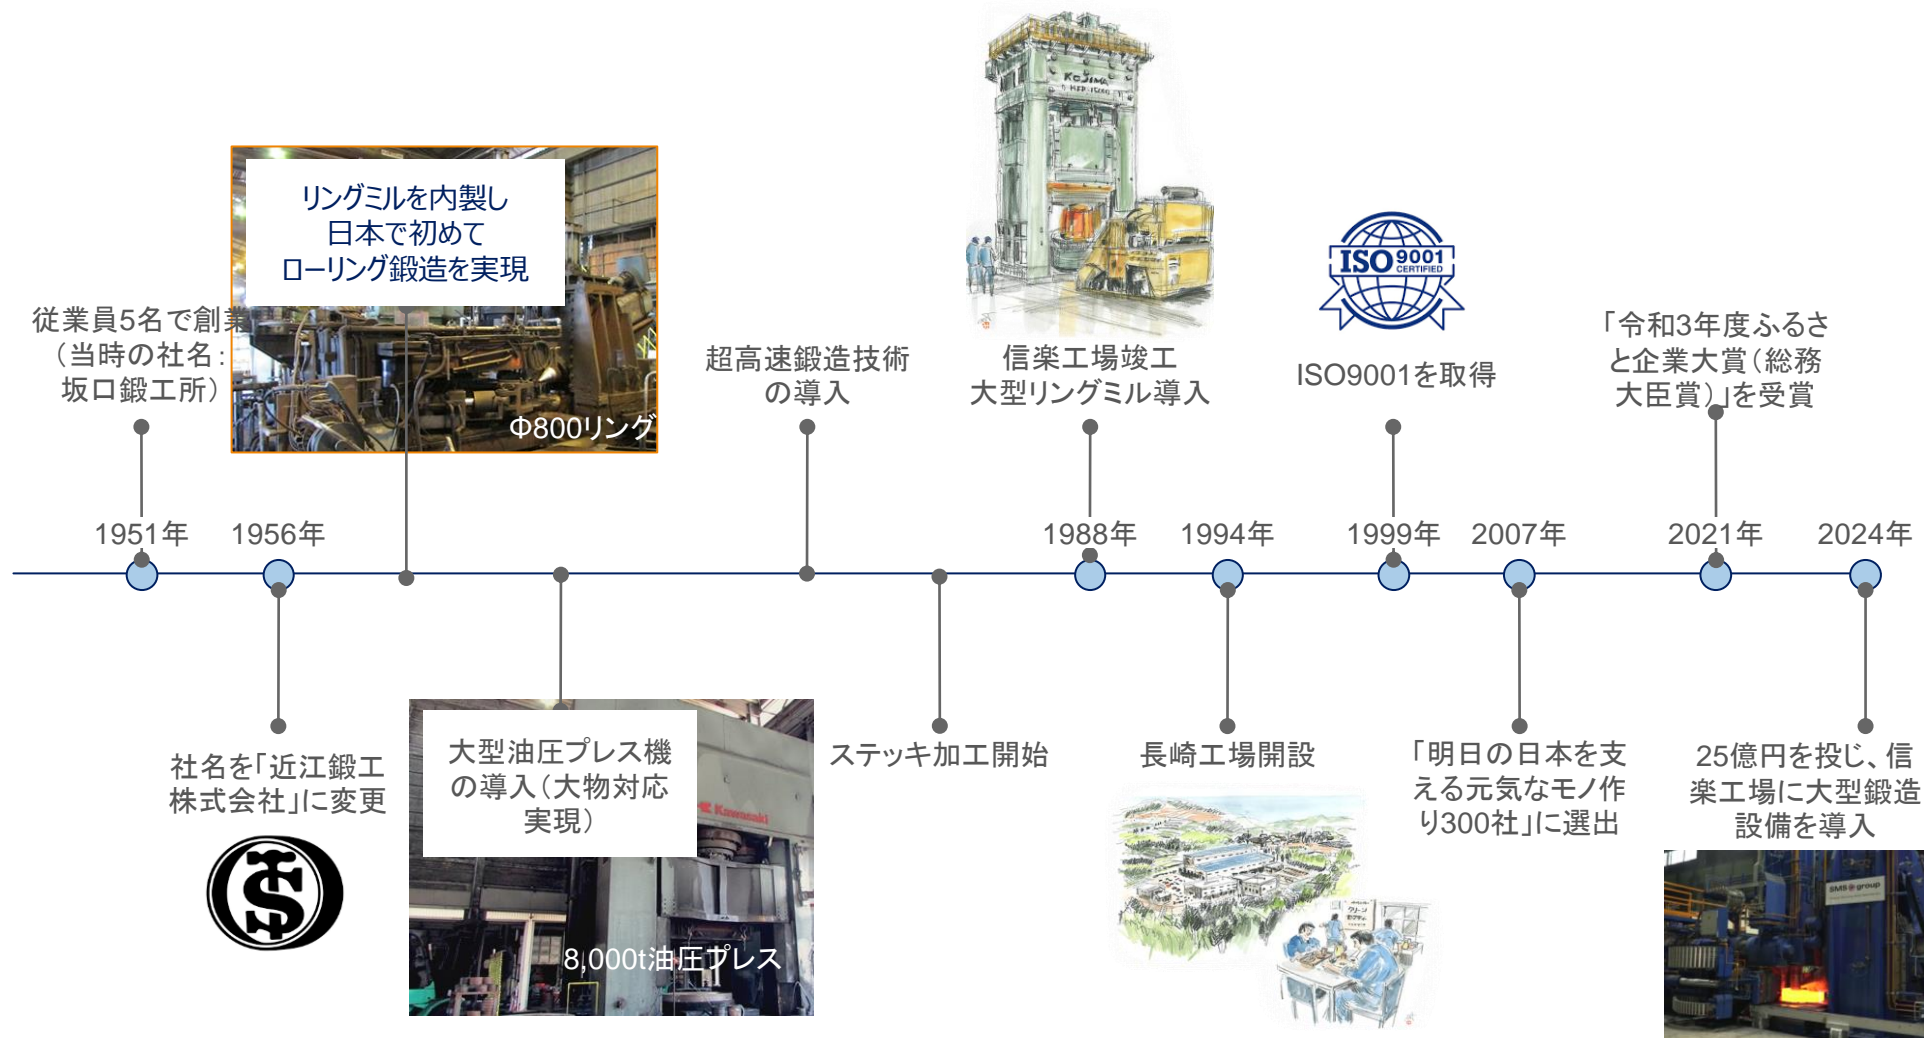 KOJIMA
リングミルを内製し
日本で初めて
ローリング鍛造を実現
Φ800リング
従業員5名で創業
（当時の社名：
坂口鍛工所）
超高速鍛造技術
の導入
信楽工場竣工
大型リングミル導入
ISO 9001
CERTIFIED
ISO9001を取得
「令和3年度ふるさ
と企業大賞（総務
大臣賞）」を受賞
1951年
1956年
1988年
1994年
1999年
2007年
2021年
2024年
社名を「近江鍛工
株式会社」に変更
大型油圧プレス機
の導入（大物対応
実現）
Kawasaki
8,000t油圧プレス
ステッキ加工開始
長崎工場開設
「明日の日本を支
える元気なモノ作
り300社」に選出
25億円を投じ、信
楽工場に大型鍛造
設備を導入
SMS group